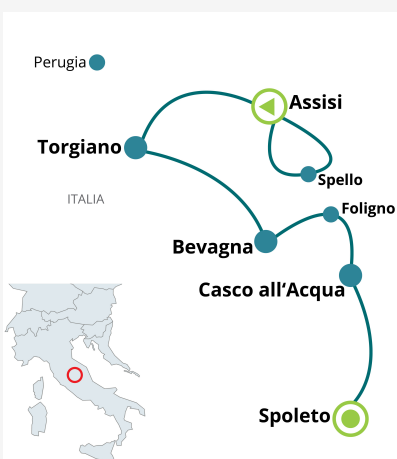 Perugia
Assisi
Torgiano
Spello
ITALIA
Foligno
Bevagna
Casco all‘Acqua
Spoleto